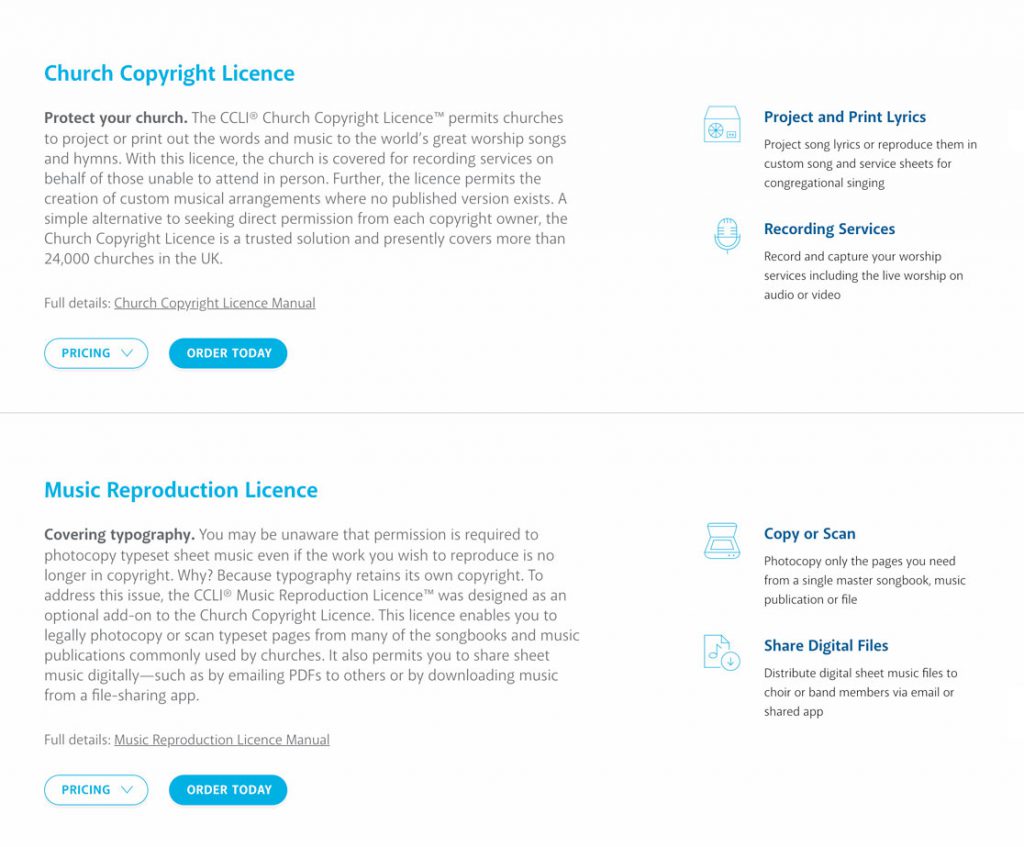 Church Copyright Licence
Protect your church. The CCLI® Church Copyright Licence™ permits churches
to project or print out the words and music to the world's great worship songs
and hymns. With this licence, the church is covered for recording services on
behalf of those unable to attend in person. Further, the licence permits the
creation of custom musical arrangements where no published version exists. A
simple alternative to seeking direct permission from each copyright owner, the
Church Copyright Licence is a trusted solution and presently covers more than
24,000 churches in the UK.
Full details: Church Copyright Licence Manual
PRICING
ORDER TODAY
Project and Print Lyrics
Project song lyrics or reproduce them in
custom song and service sheets for
congregational singing
Recording Services
Record and capture your worship
services including the live worship on
audio or video
Music Reproduction Licence
Covering typography. You may be unaware that permission is required to
photocopy typeset sheet music even if the work you wish to reproduce is no
longer in copyright. Why? Because typography retains its own copyright. To
address this issue, the CCLI® Music Reproduction Licence™ was designed as an
optional add-on to the Church Copyright Licence. This licence enables you to
legally photocopy or scan typeset pages from many of the songbooks and music
publications commonly used by churches. It also permits you to share sheet
music digitally—such as by emailing PDFs to others or by downloading music
from a file-sharing app.
Full details: Music Reproduction Licence Manual
PRICING
ORDER TODAY
Copy or Scan
Photocopy only the pages you need
from a single master songbook, music
publication or file
Share Digital Files
Distribute digital sheet music files to
choir or band members via email or
shared app